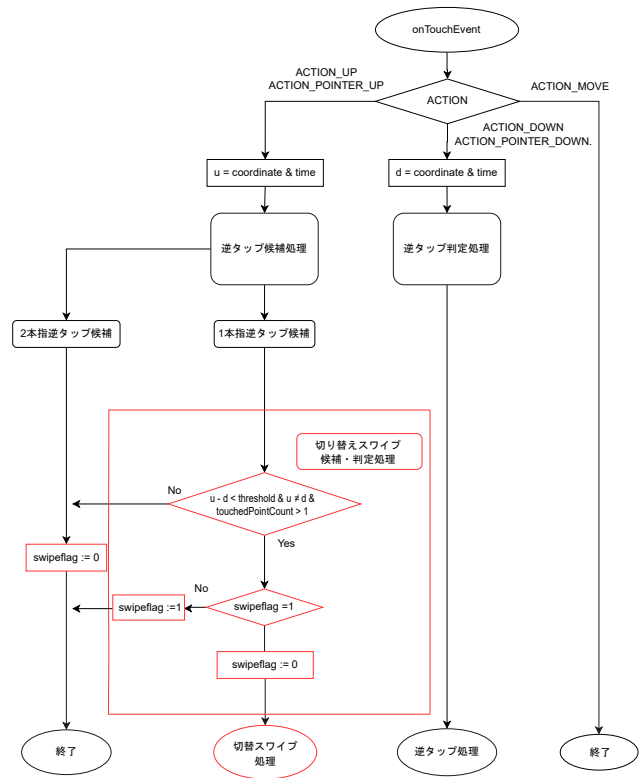 onTouchEvent
ACTION_UP
ACTION_POINTER_UP
ACTION
ACTION_MOVE
ACTION_DOWN
ACTION_POINTER_DOWN.
u = coordinate & time
d = coordinate & time
逆タップ候補処理
逆タップ判定処理
2本指逆タップ候補
1本指逆タップ候補
切り替えスワイプ
候補・判定処理
No
u - d < threshold & u ≠ d &
touchedPointCount > 1
Yes
swipeflag := 0
No
swipeflag :=1
swipeflag =1
swipeflag := 0
終了
切替スワイプ
処理
逆タップ処理
終了